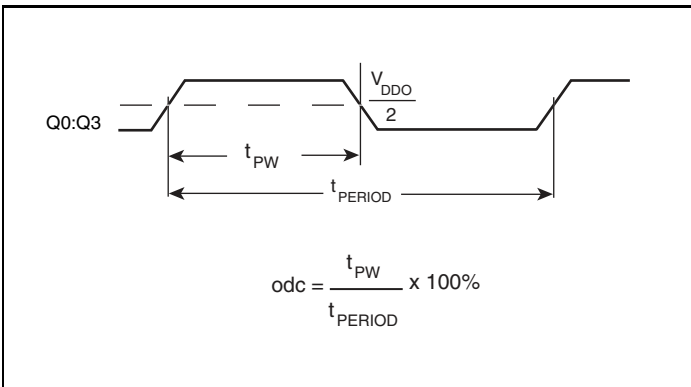 V_DDO
2
Q0:Q3
t_PW
t_PERIOD
odc = t_PW / t_PERIOD x 100%